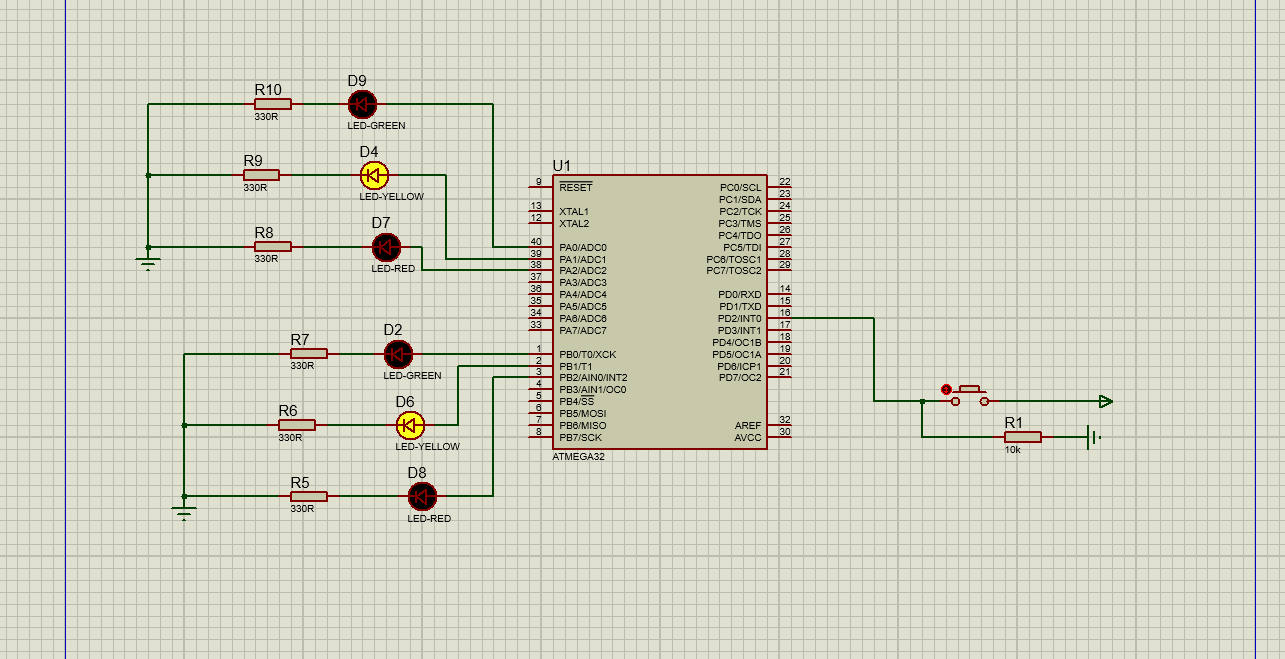 R10
330R
D9
LED-GREEN
R9
330R
D4
LED-YELLOW
R8
330R
D7
LED-RED
R7
330R
D2
LED-GREEN
R6
330R
D6
LED-YELLOW
R5
330R
D8
LED-RED
U1
9 RESET
13 XTAL1
12 XTAL2
40 PA0/ADC0
39 PA1/ADC1
38 PA2/ADC2
37 PA3/ADC3
36 PA4/ADC4
35 PA5/ADC5
34 PA6/ADC6
33 PA7/ADC7
1 PB0/T0/XCK
2 PB1/T1
3 PB2/AIN0/INT2
4 PB3/AIN1/OC0
5 PB4/SS
6 PB5/MOSI
7 PB6/MISO
8 PB7/SCK
PC0/SCL 22
PC1/SDA 23
PC2/TCK 24
PC3/TMS 25
PC4/TDO 26
PC5/TDI 27
PC6/TOSC1 28
PC7/TOSC2 29
PD0/RXD 14
PD1/TXD 15
PD2/INT0 16
PD3/INT1 17
PD4/OC1B 18
PD5/OC1A 19
PD6/ICP1 20
PD7/OC2 21
AREF 32
AVCC 30
ATMEGA32
R1
10k